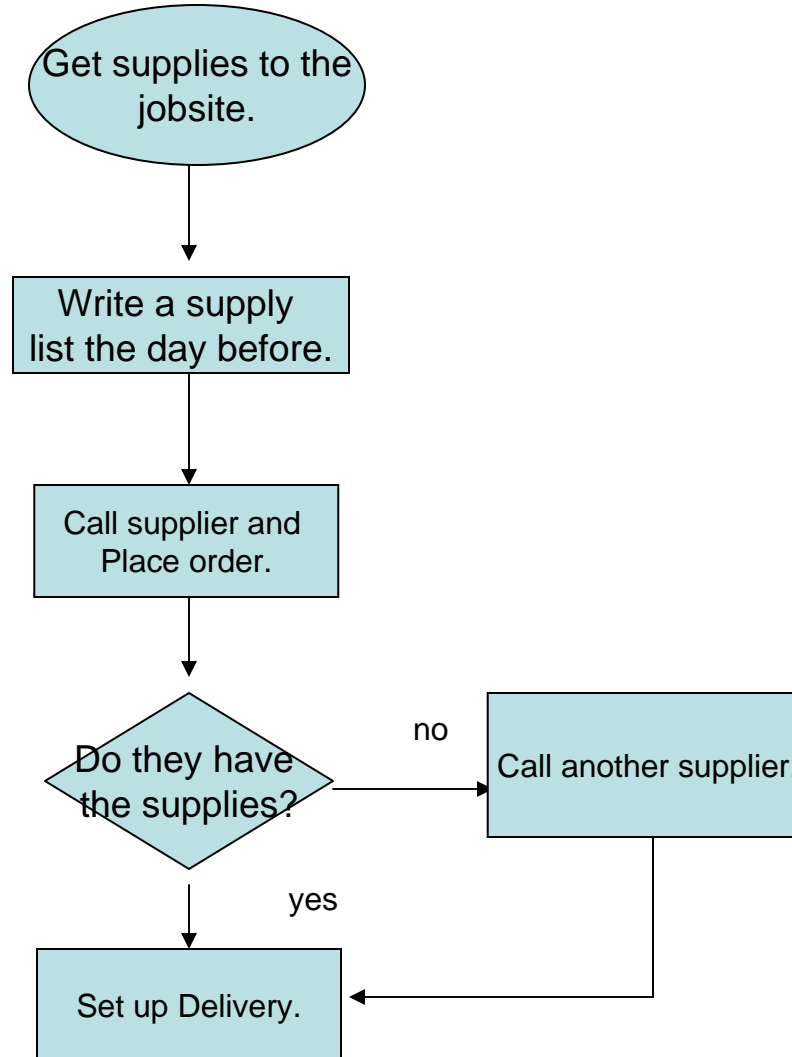 Get supplies to the
jobsite.
Write a supply
list the day before.
Call supplier and
Place order.
Do they have
the supplies?
no
Call another supplier.
yes
Set up Delivery.